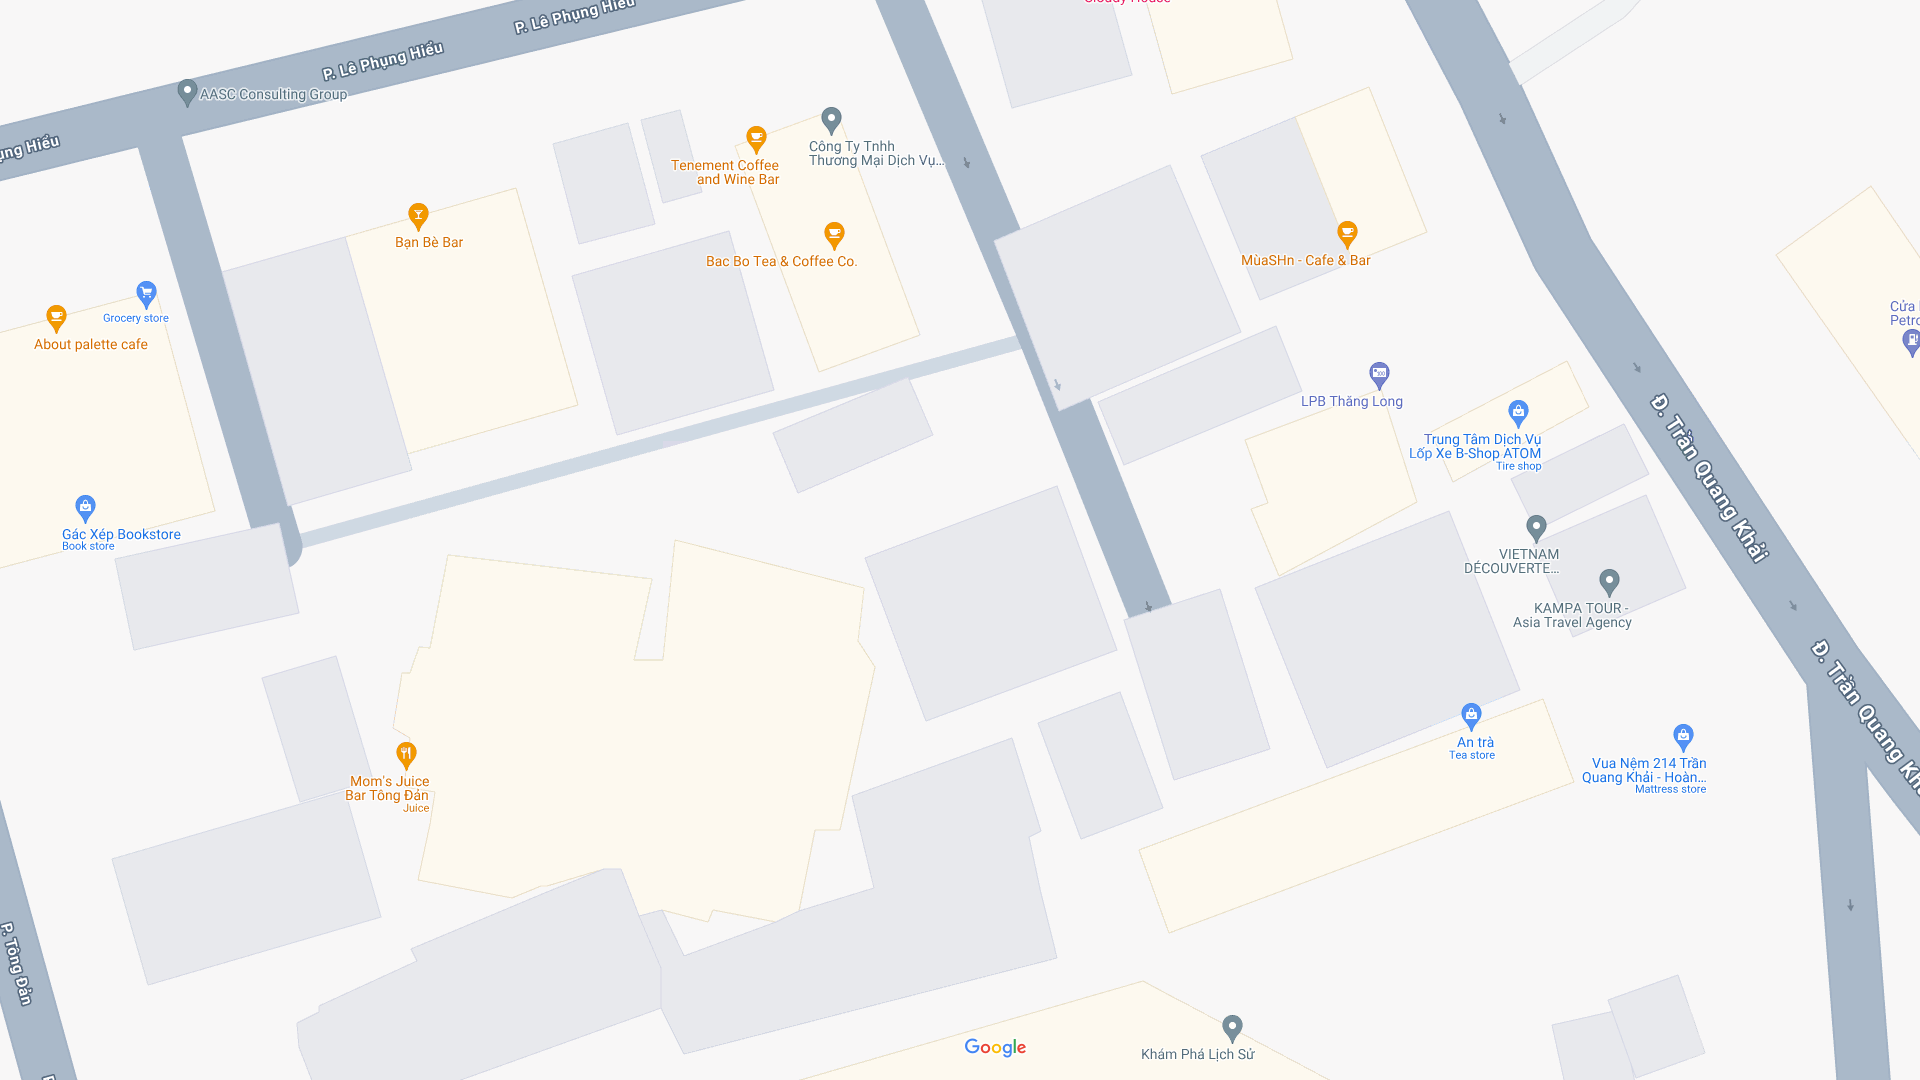 P. Lê Phụng Hiểu
Cloudy House
P. Lê Phụng Hiểu
AASC Consulting Group
ụng Hiểu
Công Ty Tnhh
Thương Mại Dịch Vụ...
Tenement Coffee
and Wine Bar
Bạn Bè Bar
Bac Bo Tea & Coffee Co.
MùaSHn - Cafe & Bar
Grocery store
About palette cafe
Cửa
Petro
LPB Thăng Long
Đ. Trần Quang Khải
Trung Tâm Dịch Vụ
Lốp Xe B-Shop ATOM
Tire shop
Gác Xép Bookstore
Book store
VIETNAM
DÉCOUVERTE...
KAMPA TOUR -
Asia Travel Agency
Đ. Trần Quang Khả
An trà
Tea store
Vua Nệm 214 Trần
Quang Khải - Hoàn...
Mattress store
Mom's Juice
Bar Tông Đản
Juice
P. Tông Đản
Google
Khám Phá Lịch Sử